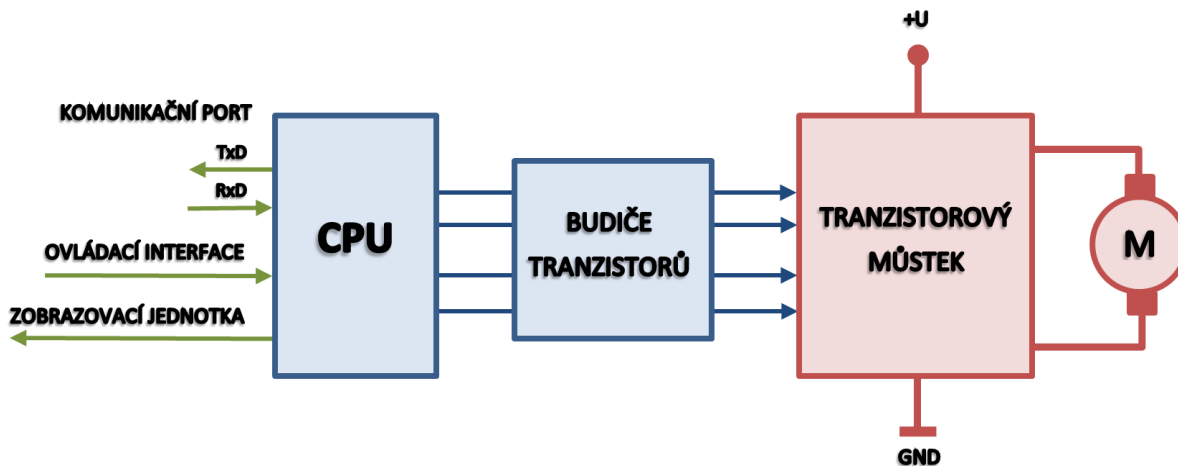 +U
KOMUNIKAČNÍ PORT
TxD
RxD
OVLÁDACÍ INTERFACE
ZOBRAZOVACÍ JEDNOTKA
CPU
BUDIČE
TRANZISTORŮ
TRANZISTOROVÝ
MŮSTEK
M
GND